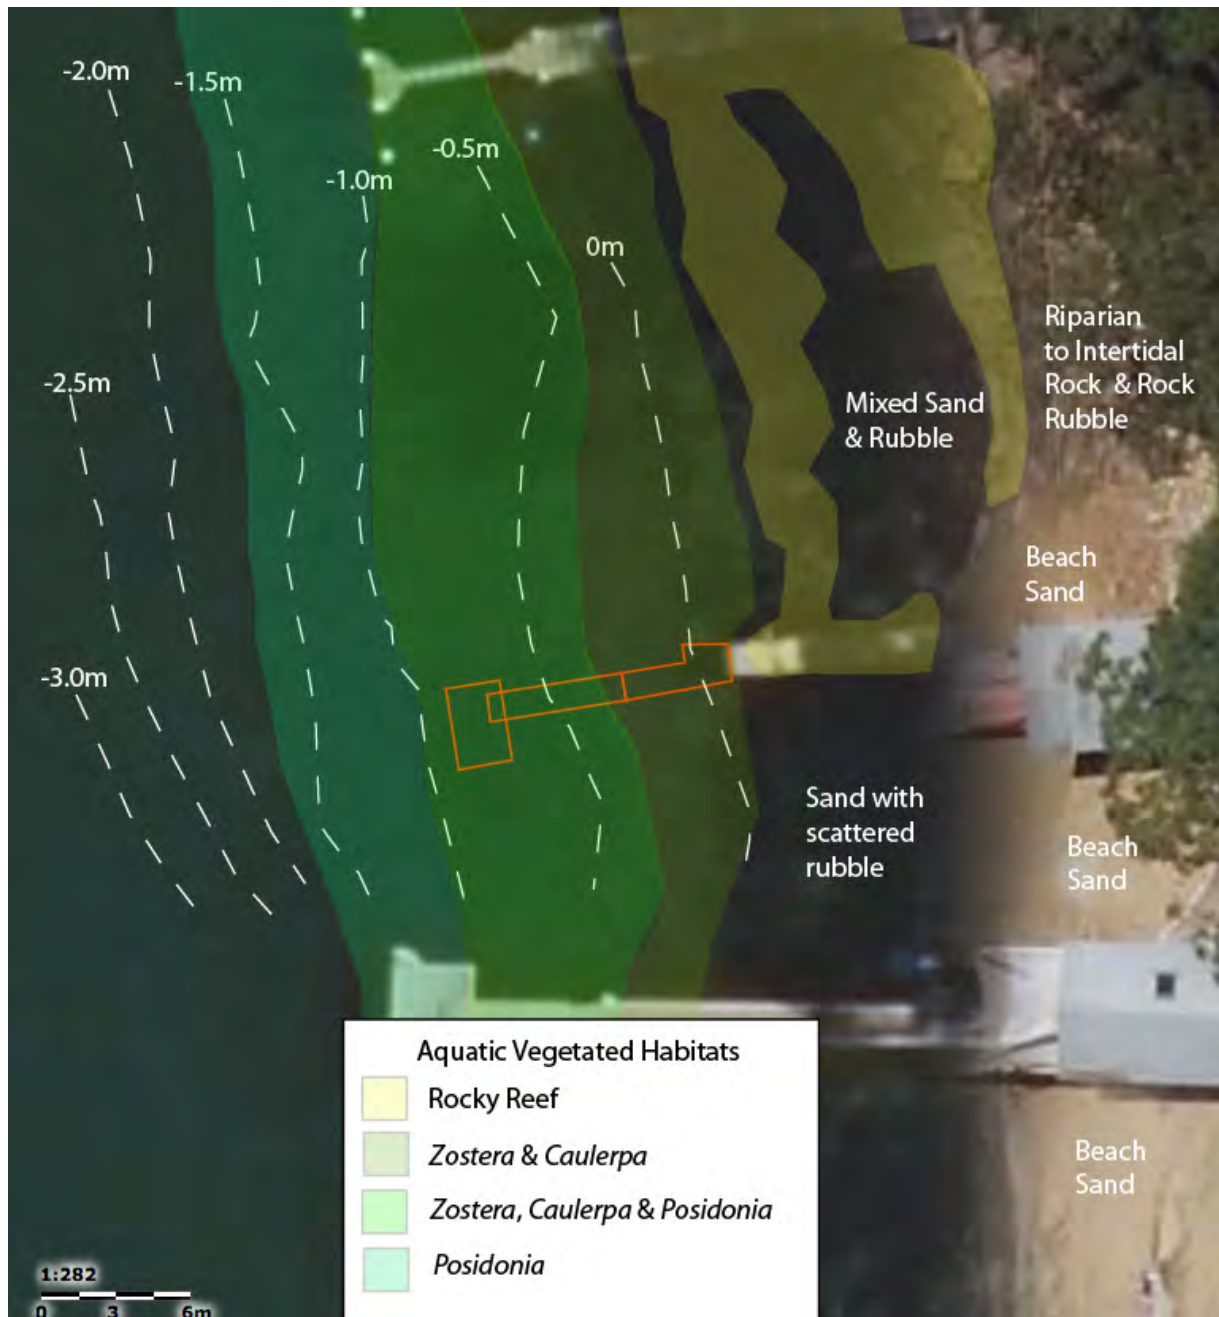 -2.0m
-1.5m
-0.5m
-1.0m
0m
Riparian
to Intertidal
Rock & Rock
Rubble
-2.5m
Mixed Sand
& Rubble
Beach
Sand
-3.0m
Sand with
scattered
rubble
Beach
Sand
Aquatic Vegetated Habitats
Rocky Reef
Zostera & Caulerpa
Zostera, Caulerpa & Posidonia
Posidonia
Beach
Sand
1:282
0 3 6m